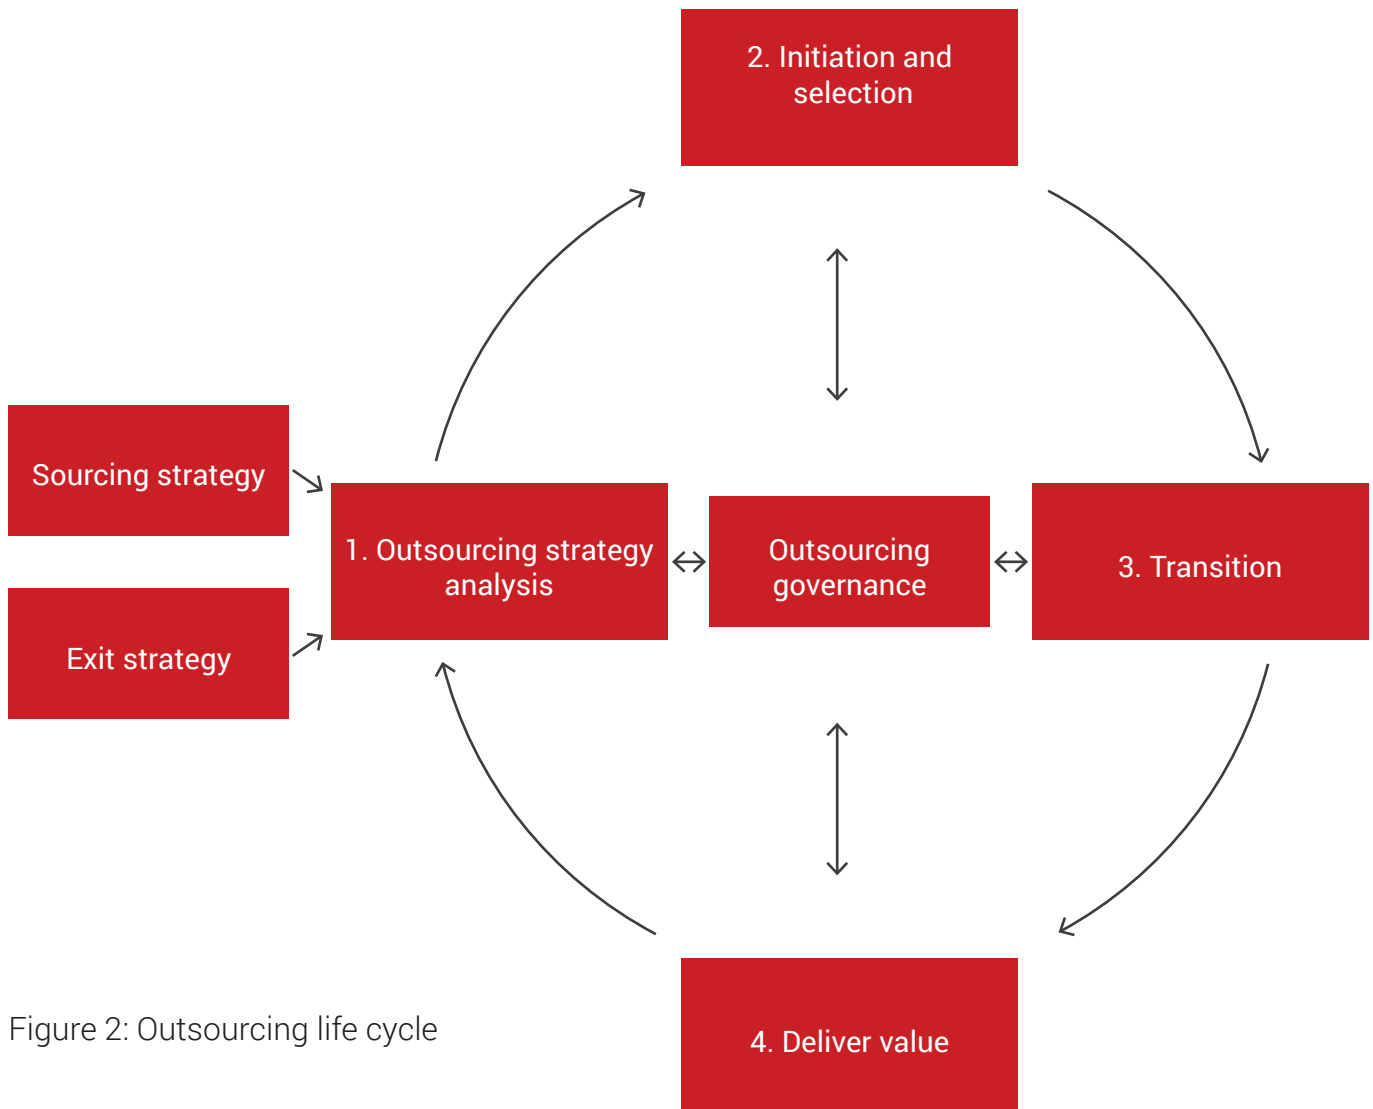 2. Initiation and
selection
Sourcing strategy
1. Outsourcing strategy
analysis
Outsourcing
governance
3. Transition
Exit strategy
4. Deliver value
Figure 2: Outsourcing life cycle